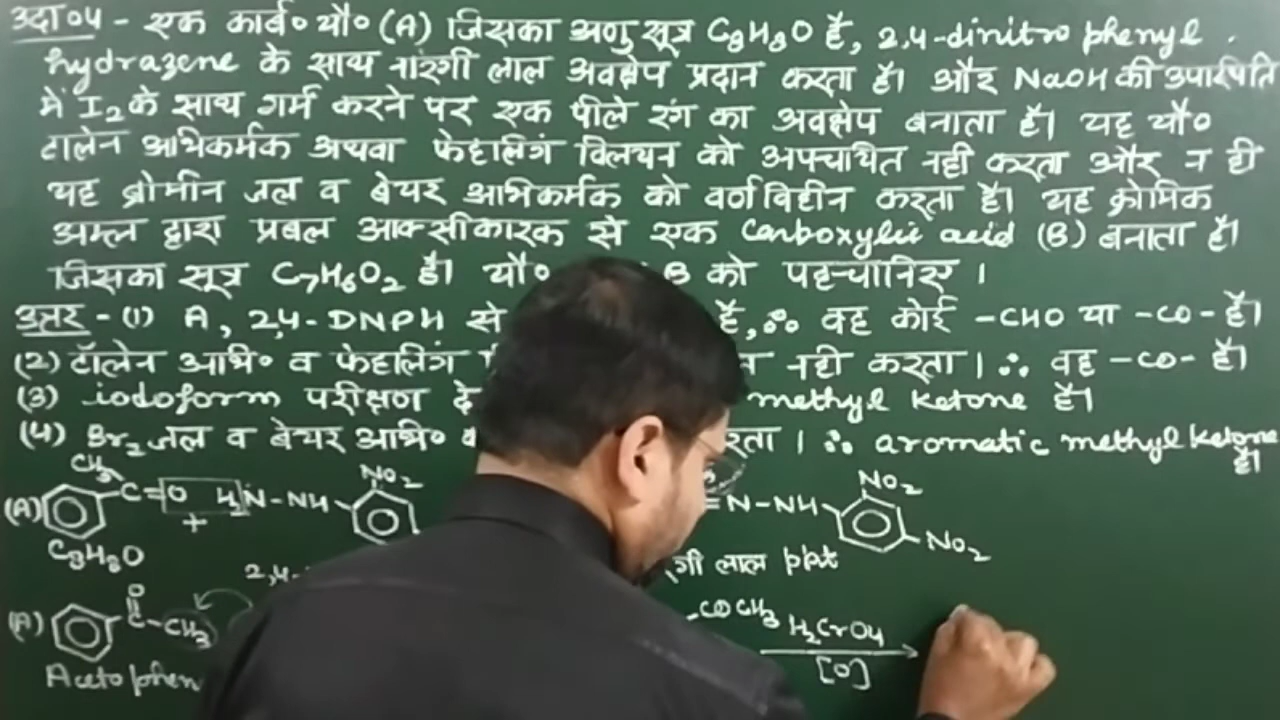 उदा०4 - एक कार्ब० यौ० (A) जिसका अणु सूत्र C8H8O है, 2,4-dinitro phenyl
hydrazene के साथ नारंगी लाल अवक्षेप प्रदान करता है। और NaOH की उपस्थिति
में I2 के साथ गर्म करने पर एक पीले रंग का अवक्षेप बनाता है। यह यौ०
टालेन अभिकर्मक अथवा फेहलिंग विलयन को अपचायित नही करता और न ही
यह ब्रोमीन जल व बेयर अभिकर्मक को वर्णविहीन करता है। यह क्रोमिक
अम्ल द्वारा प्रबल आक्सीकारक से एक Carboxylic acid (B) बनाता है।
जिसका सूत्र C7H6O2 है। यौ० B को पहचानिए ।
उत्तर - (1) A, 2,4-DNPH से है, ∴ वह कोई -CHO या -CO- है।
(2) टॉलेन अभि० व फेहलिंग नही करता । ∴ वह -CO- है।
(3) iodoform परीक्षण methyl ketone है।
(4) Br2 जल व बेयर अभि० । ∴ aromatic methyl ketone है।
(A) CH3 C=O + H2N-NH NO2
=N-NH NO2 NO2
C8H8O
2,4- लाल ppt
(A) O C-CH3
-COCH3 H2CrO4 [O]
Acetophen